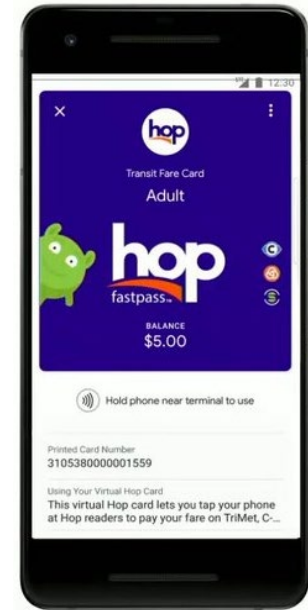 12:30
hop
Transit Fare Card
Adult
hop
fastpass™
BALANCE
$5.00
Hold phone near terminal to use
Printed Card Number
3105380000001559
Using Your Virtual Hop Card
This virtual Hop card lets you tap your phone
at Hop readers to pay your fare on TriMet, C-...